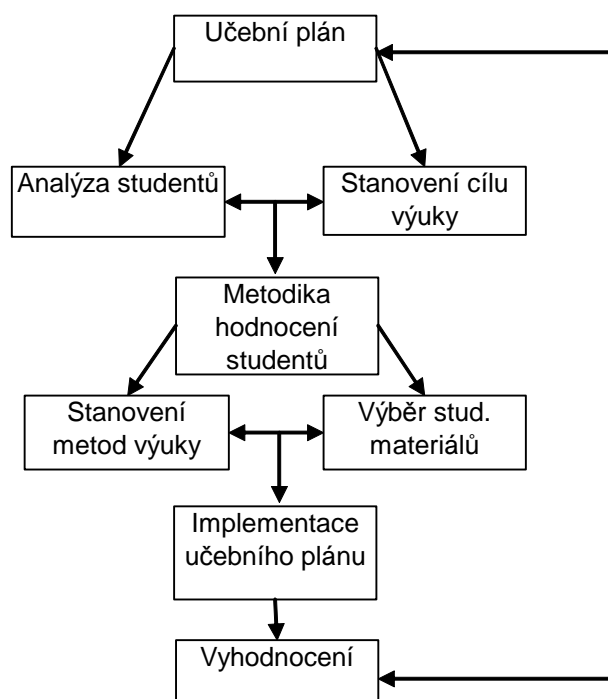 Učební plán
Analýza studentů
Stanovení cílu
výuky
Metodika
hodnocení
studentů
Stanovení
metod výuky
Výběr stud.
materiálů
Implementace
učebního plánu
Vyhodnocení